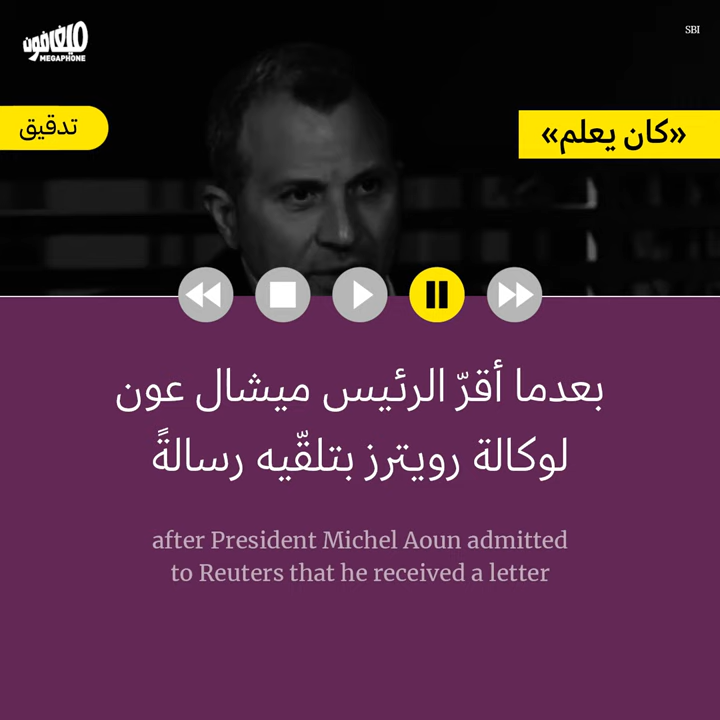 ميغافون
MEGAPHONE
SBI
تدقيق
«كان يعلم»
بعدما أقرّ الرئيس ميشال عون
لوكالة رويترز بتلقّيه رسالةً
after President Michel Aoun admitted
to Reuters that he received a letter